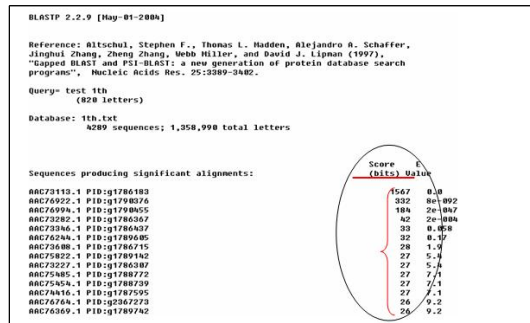 BLASTP 2.2.9 [May-01-2004]
Reference: Altschul, Stephen F., Thomas L. Madden, Alejandro A. Schaffer,
Jinghui Zhang, Zheng Zhang, Webb Miller, and David J. Lipman (1997),
"Gapped BLAST and PSI-BLAST: a new generation of protein database search
programs", Nucleic Acids Res. 25:3389-3402.
Query= test 1th
(820 letters)
Database: 1th.txt
4289 sequences; 1,358,990 total letters
Score E
Sequences producing significant alignments: (bits) Value
AAC73113.1 PID:g1786183 1567 0.0
AAC76922.1 PID:g1790376 332 8e-092
AAC76994.1 PID:g1790455 184 2e-047
AAC73282.1 PID:g1786367 42 2e-004
AAC73346.1 PID:g1786437 33 0.058
AAC76244.1 PID:g1789605 32 0.17
AAC73608.1 PID:g1786715 28 1.9
AAC75822.1 PID:g1789142 27 5.4
AAC73227.1 PID:g1786307 27 5.4
AAC75485.1 PID:g1788772 27 7.1
AAC75454.1 PID:g1788739 27 7.1
AAC74416.1 PID:g1787595 27 7.1
AAC76764.1 PID:g2367273 26 9.2
AAC76369.1 PID:g1789742 26 9.2